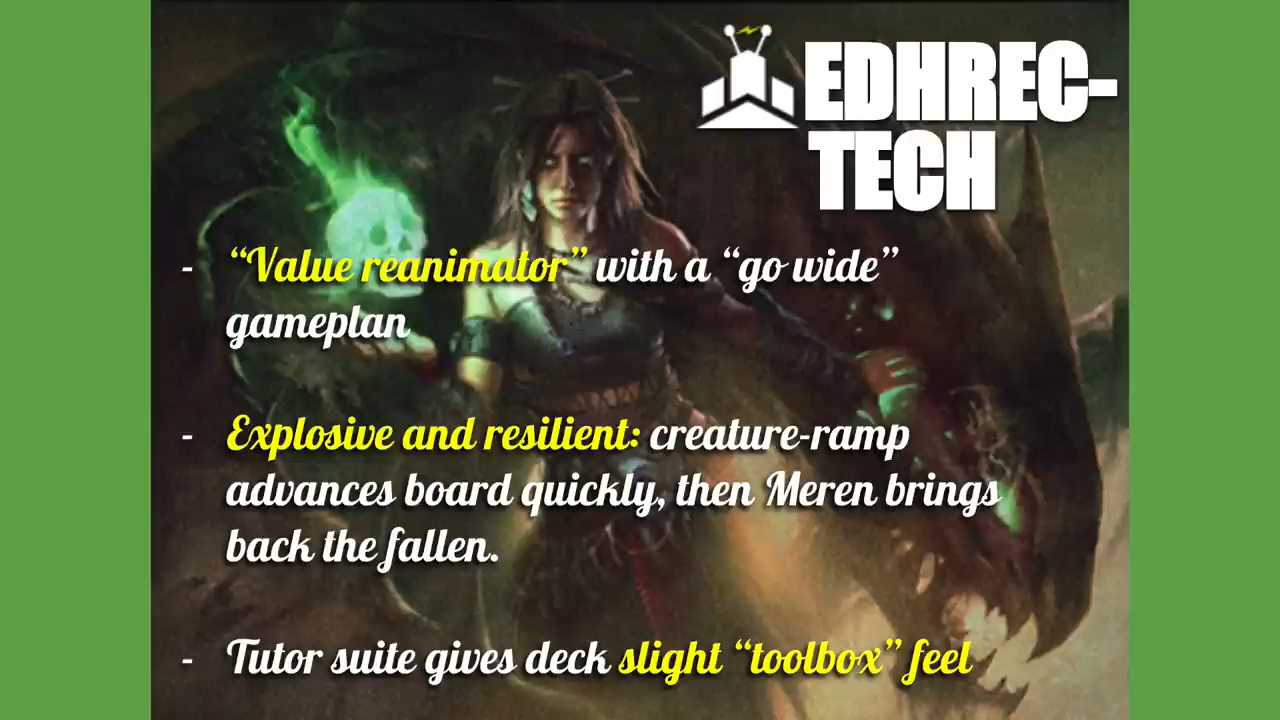 EDHREC-
TECH
- “Value reanimator” with a “go wide”
gameplan
- Explosive and resilient: creature-ramp
advances board quickly, then Meren brings
back the fallen.
- Tutor suite gives deck slight “toolbox” feel